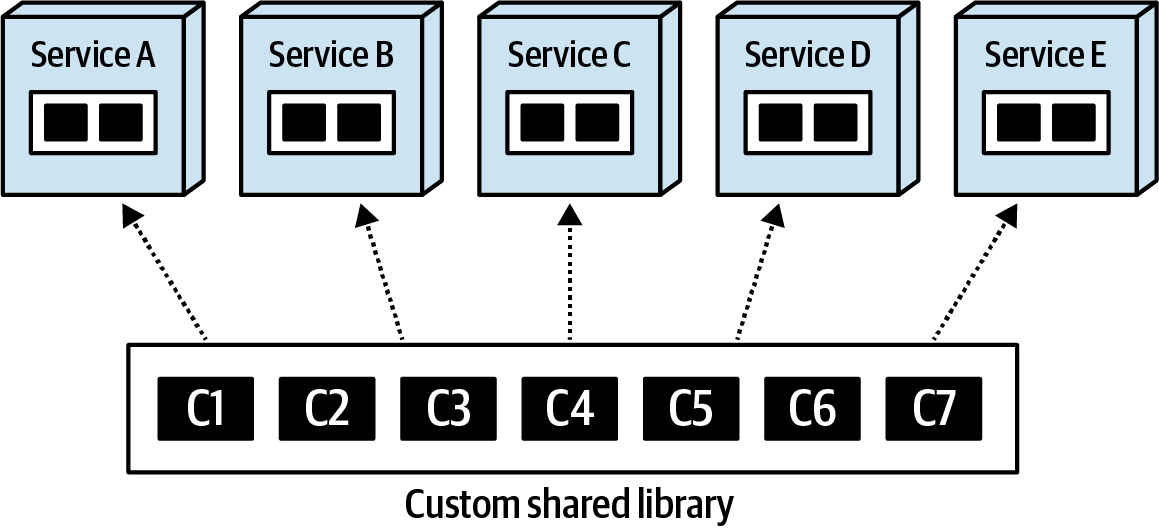 Service A
Service B
Service C
Service D
Service E
C1 C2 C3 C4 C5 C6 C7
Custom shared library